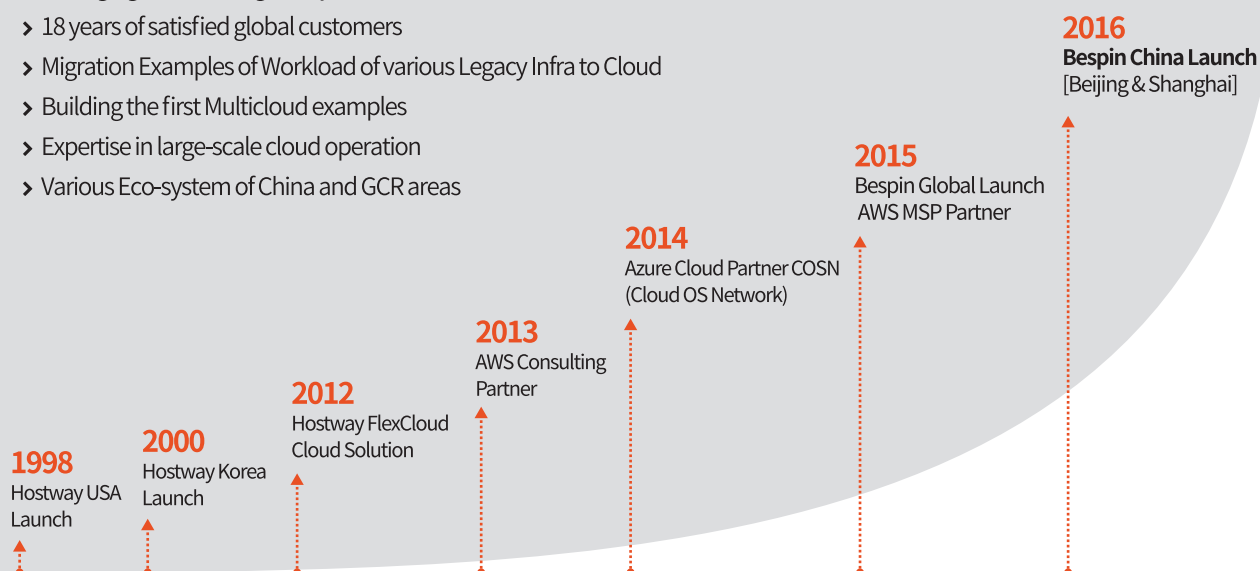 18 years of satisfied global customers
Migration Examples of Workload of various Legacy Infra to Cloud
Building the first Multicloud examples
Expertise in large-scale cloud operation
Various Eco-system of China and GCR areas
1998
Hostway USA
Launch
2000
Hostway Korea
Launch
2012
Hostway FlexCloud
Cloud Solution
2013
AWS Consulting
Partner
2014
Azure Cloud Partner COSN
(Cloud OS Network)
2015
Bespin Global Launch
AWS MSP Partner
2016
Bespin China Launch
[Beijing & Shanghai]